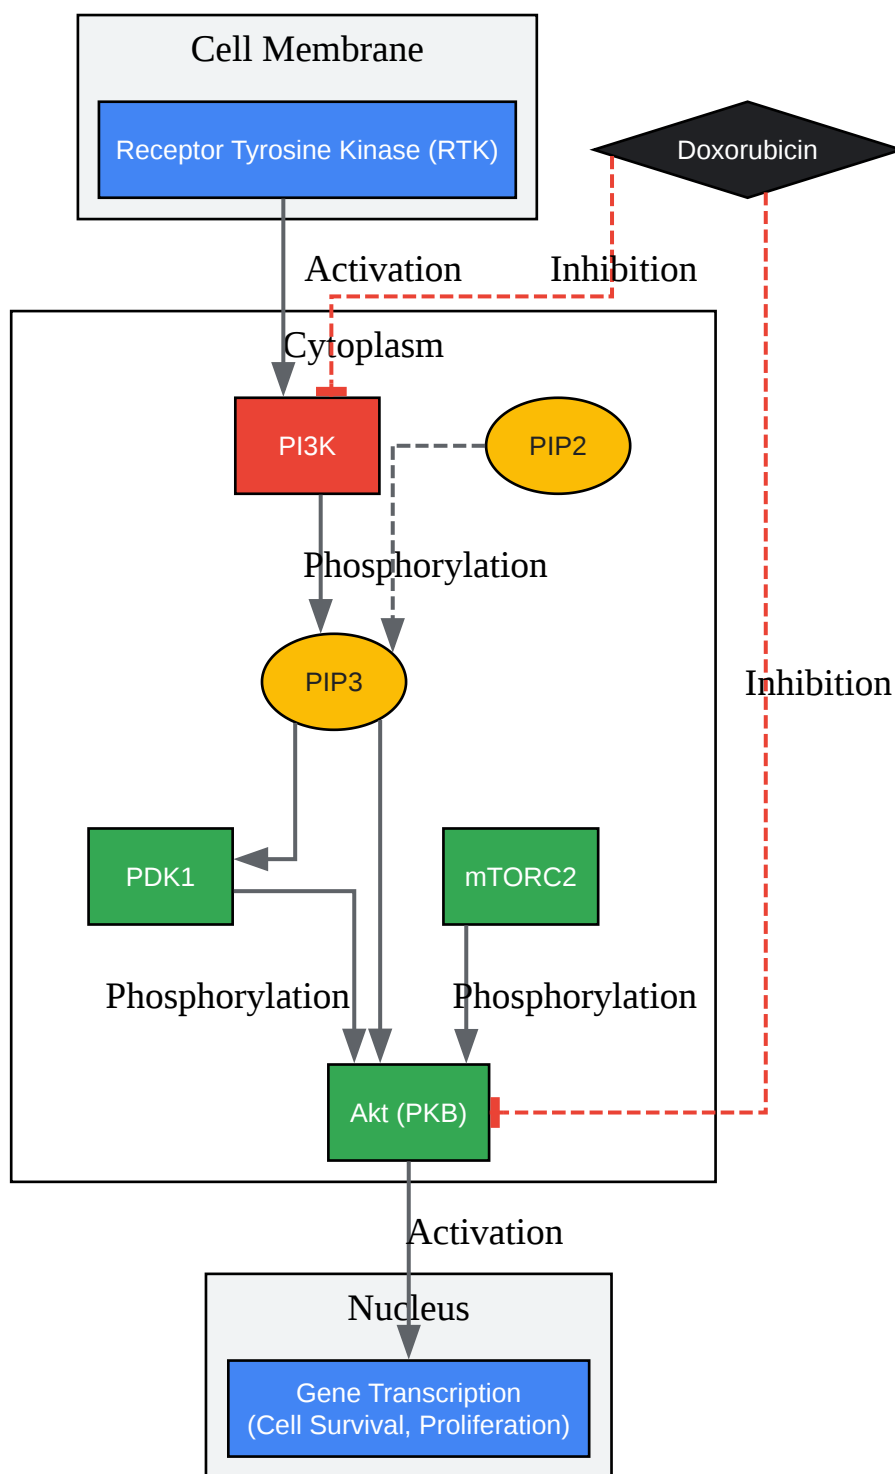 Cell Membrane
Receptor Tyrosine Kinase (RTK)
Doxorubicin
Activation
Inhibition
Cytoplasm
PI3K
PIP2
Phosphorylation
PIP3
Inhibition
PDK1
mTORC2
Phosphorylation
Phosphorylation
Akt (PKB)
Activation
Nucleus
Gene Transcription
(Cell Survival, Proliferation)